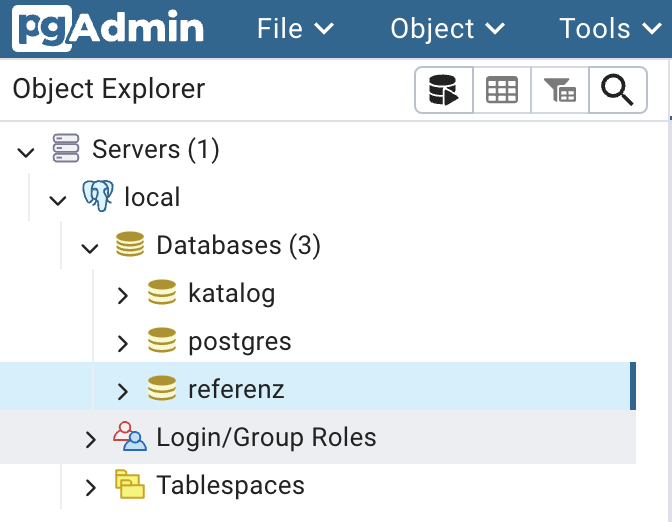 pgAdmin File Object Tools
Object Explorer
Servers (1)
local
Databases (3)
katalog
postgres
referenz
Login/Group Roles
Tablespaces